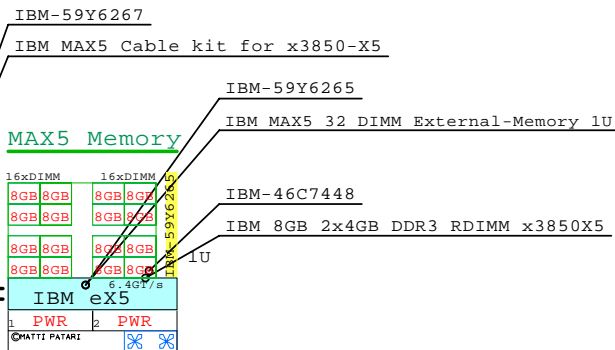 IBM-59Y6267
IBM MAX5 Cable kit for x3850-X5
IBM-59Y6265
IBM MAX5 32 DIMM External-Memory 1U
MAX5 Memory
16xDIMM 16xDIMM
8GB 8GB 8GB 8GB
8GB 8GB 8GB 8GB
8GB 8GB 8GB 8GB
8GB 8GB 8GB 8GB
IBM-59Y6265
IBM-46C7448
IBM 8GB 2x4GB DDR3 RDIMM x3850X5
1U
6.4GT/s
IBM eX5
1 PWR 2 PWR
©MATTI PATARI